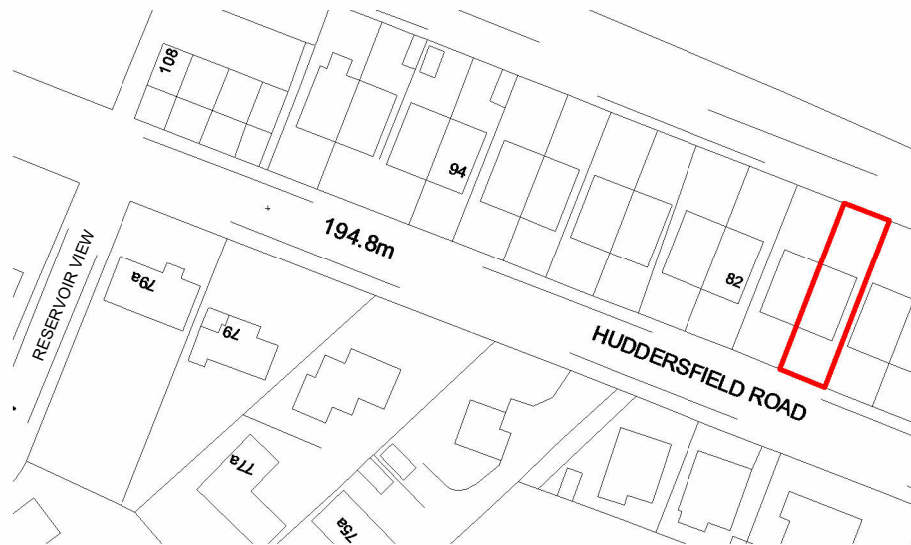 108
94
194.8m
82
RESERVOIR VIEW
79a
79
HUDDERSFIELD ROAD
77a
75a